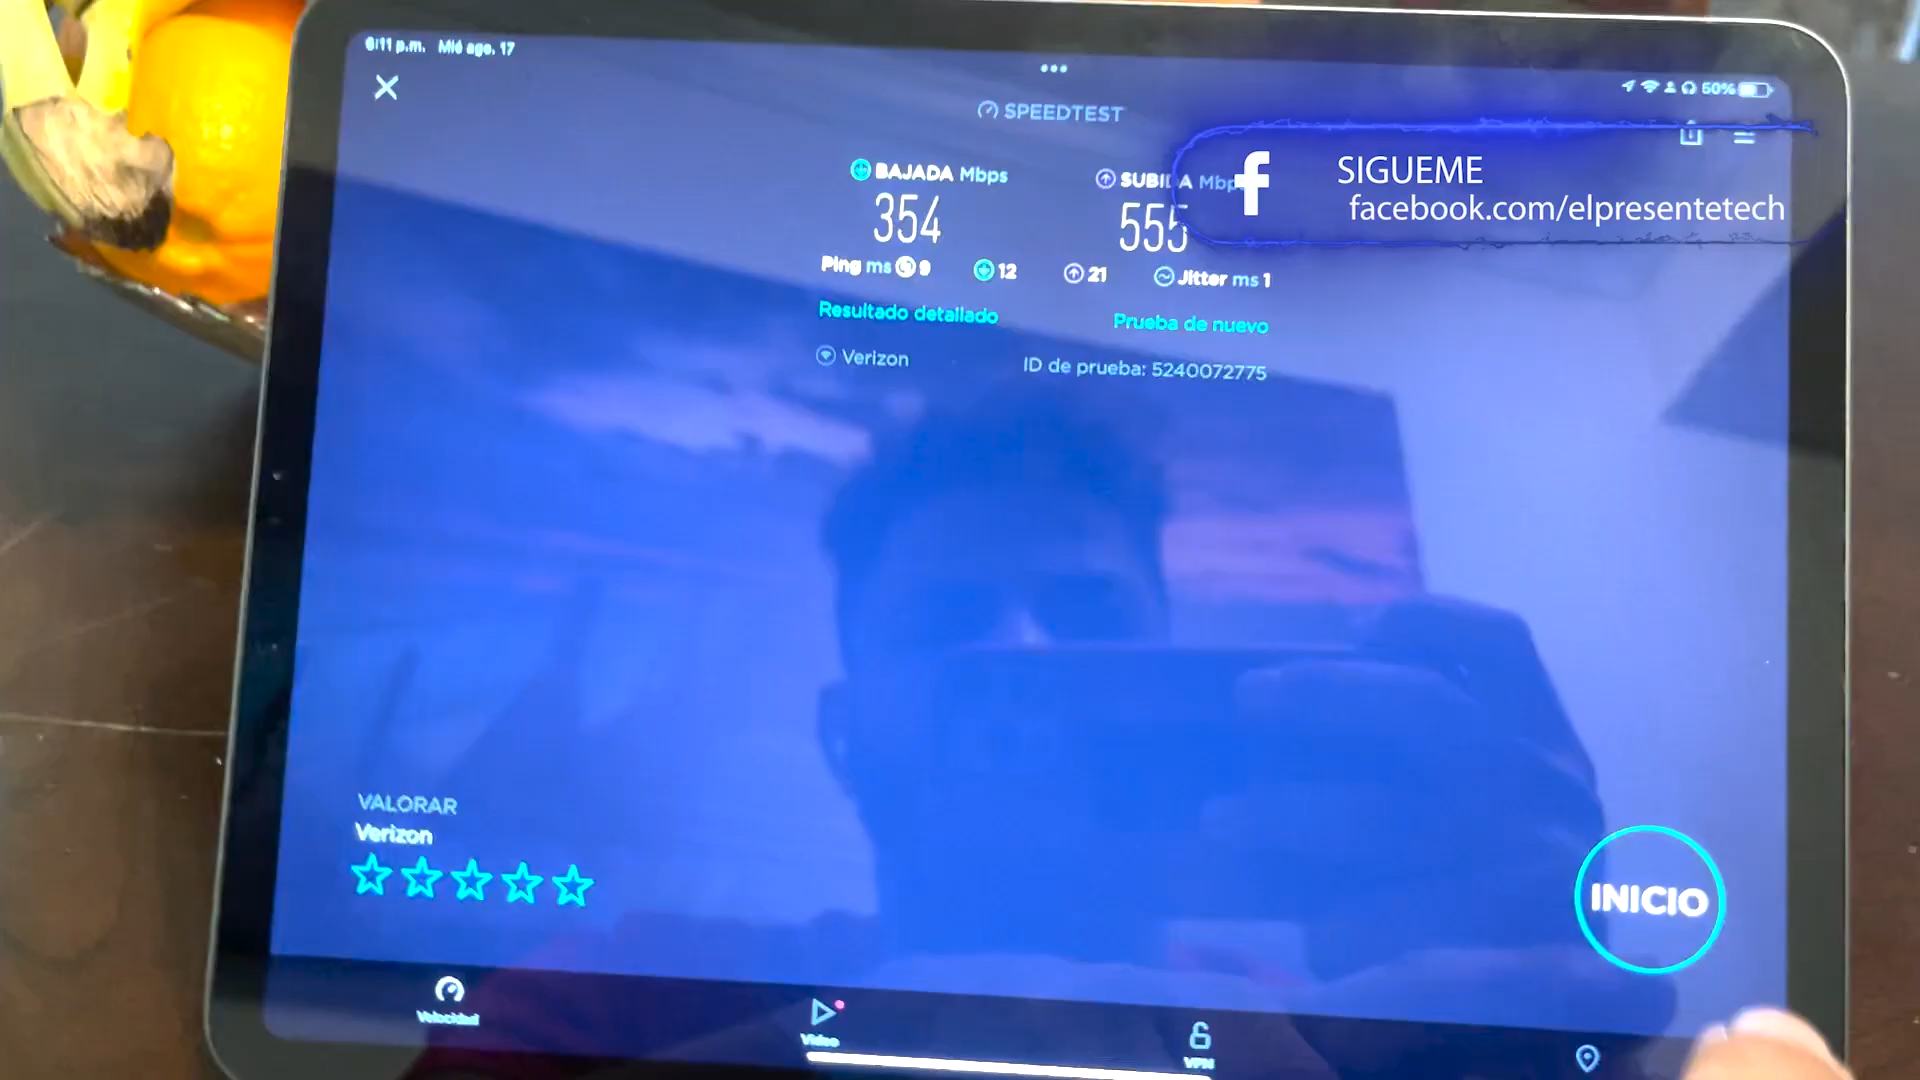 6:11 p.m. Mié ago. 17
50%
SPEEDTEST
SIGUEME
facebook.com/elpresentetech
BAJADA Mbps
354
SUBIDA Mbp
555
Ping ms 9 12 21 Jitter ms 1
Resultado detallado
Prueba de nuevo
Verizon
ID de prueba: 5240072775
VALORAR
Verizon
INICIO
Velocidad
Video
VPN